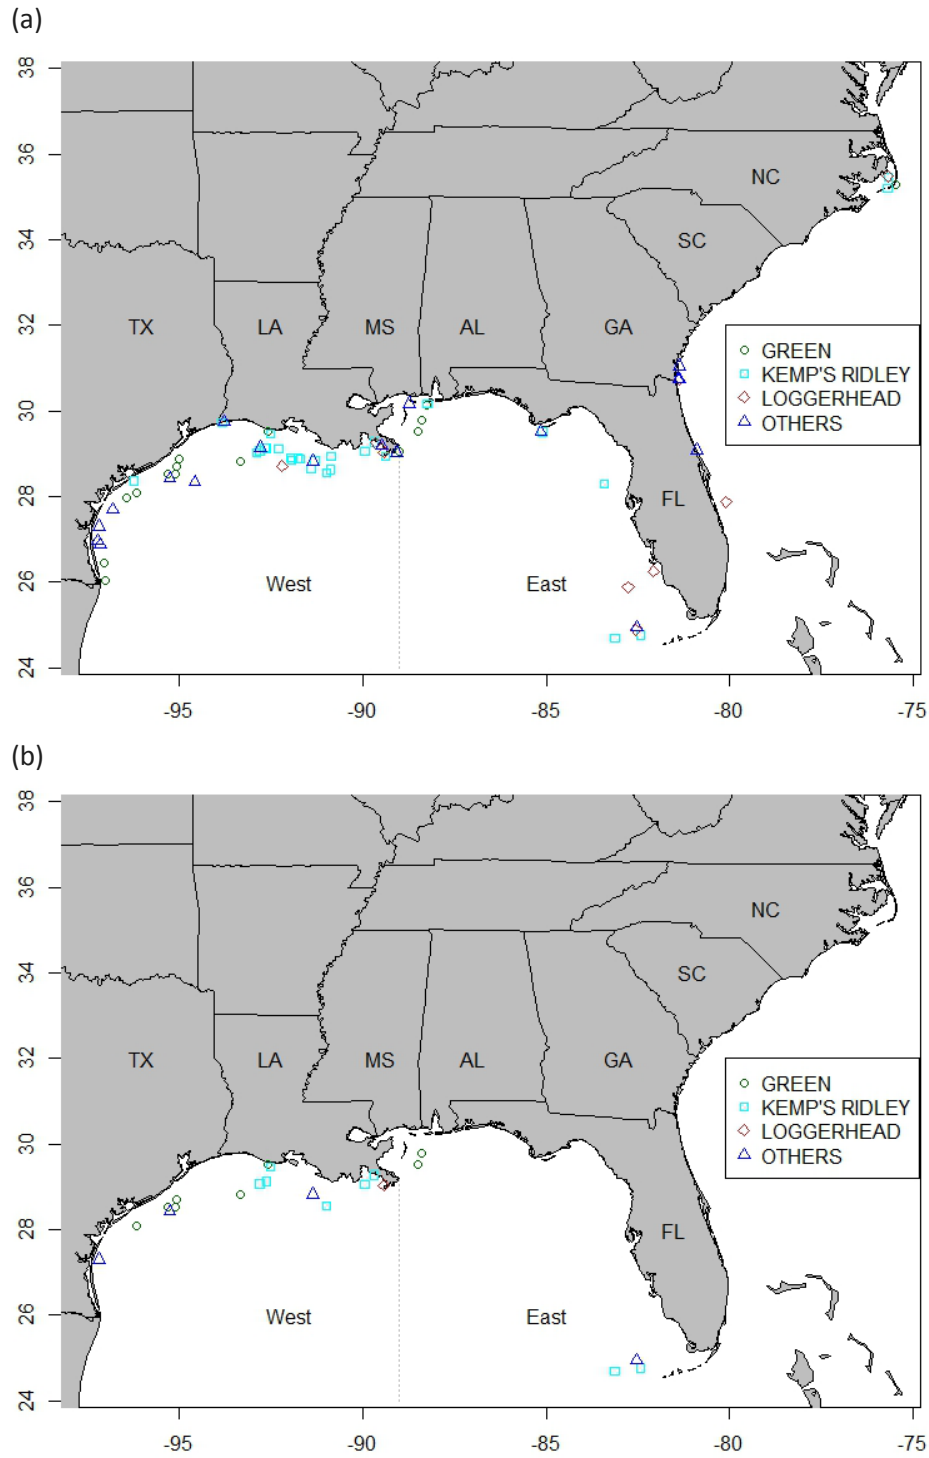 (a)
38
36
34
32
30
28
26
24
NC
SC
TX
LA
MS
AL
GA
FL
GREEN
KEMP'S RIDLEY
LOGGERHEAD
OTHERS
West
East
-95
-90
-85
-80
-75
(b)
38
36
34
32
30
28
26
24
NC
SC
TX
LA
MS
AL
GA
FL
GREEN
KEMP'S RIDLEY
LOGGERHEAD
OTHERS
West
East
-95
-90
-85
-80
-75